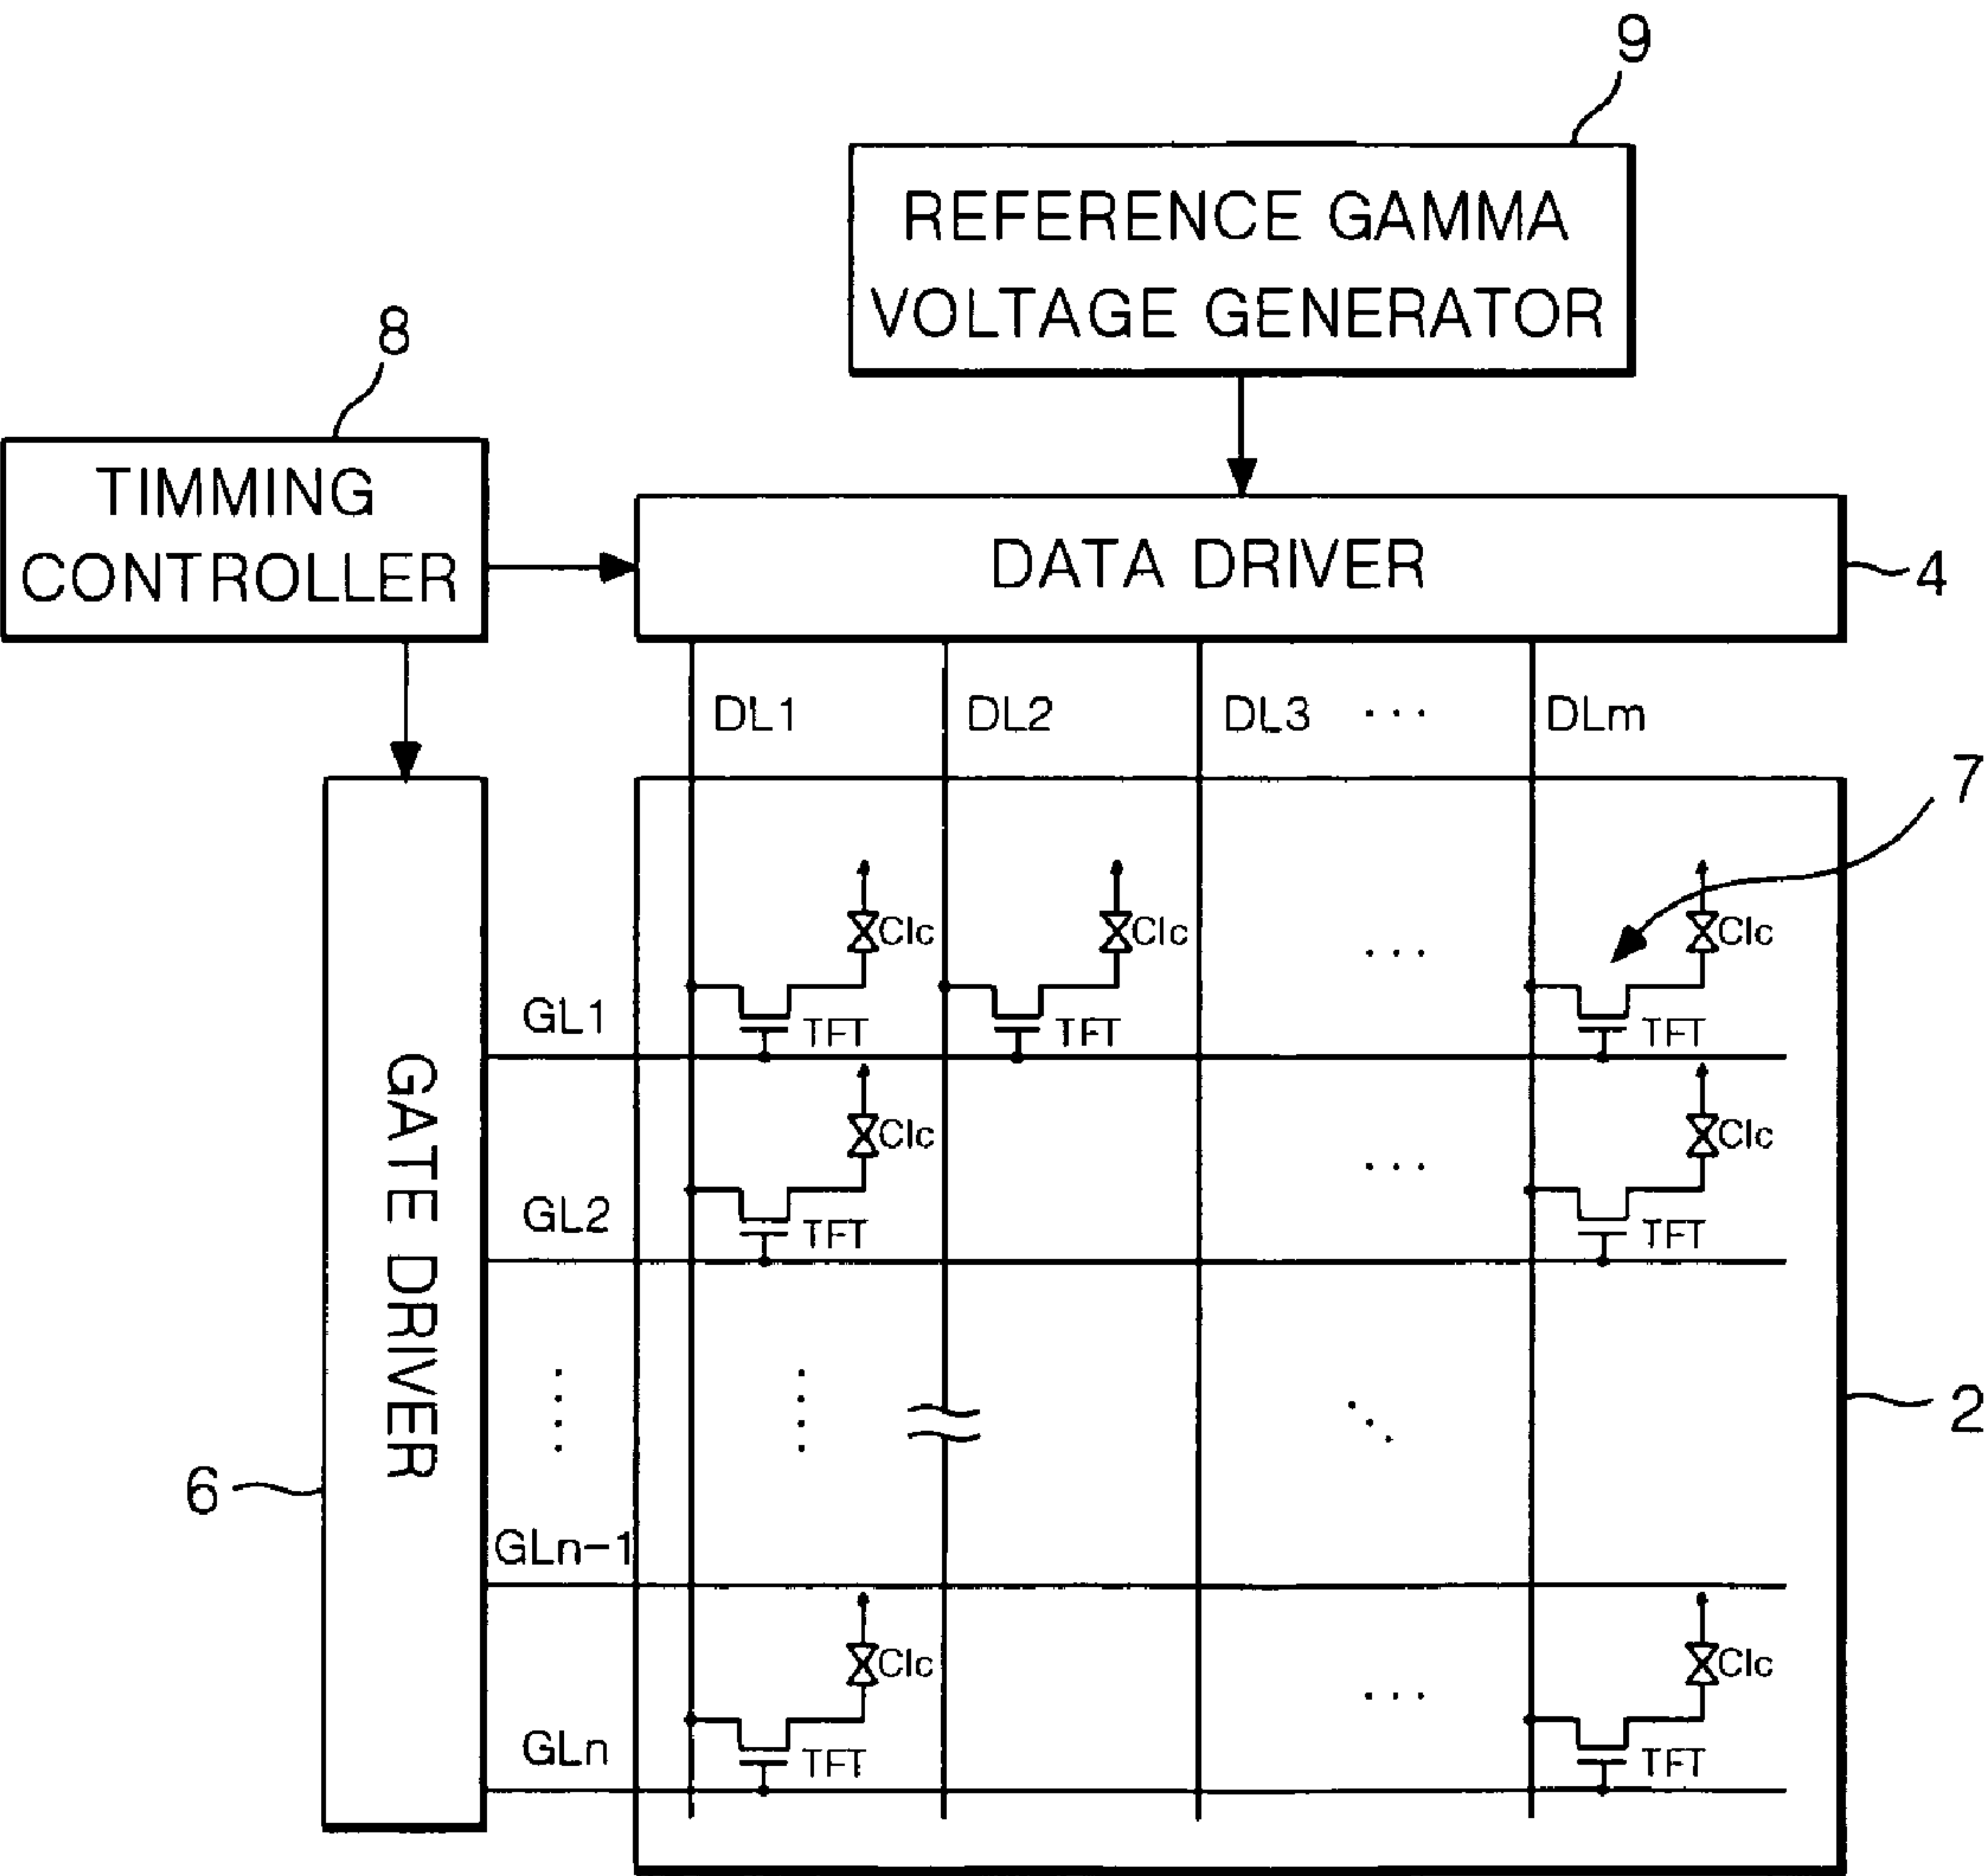 9
REFERENCE GAMMA
VOLTAGE GENERATOR
8
TIMMING
CONTROLLER
DATA DRIVER
4
DL1 DL2 DL3 ··· DLm
7
Clc Clc ··· Clc
GL1 TFT TFT TFT
Clc ··· Clc
GL2 TFT TFT
GATE DRIVER
2
6
GLn-1
Clc ··· Clc
GLn TFT TFT